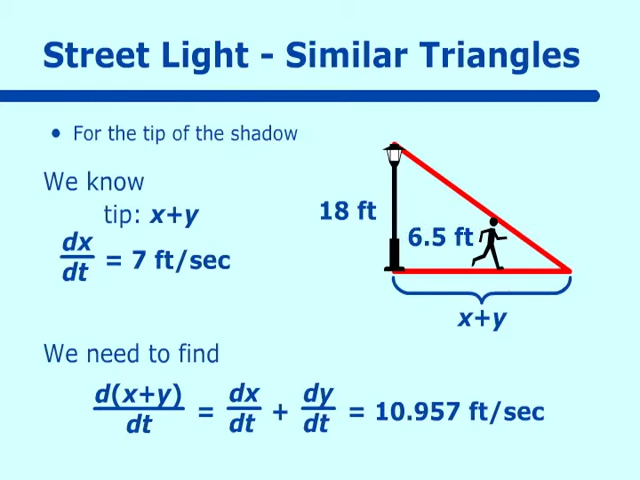 Street Light - Similar Triangles
• For the tip of the shadow
We know
tip: x+y
dx/dt = 7 ft/sec
18 ft
6.5 ft
x+y
We need to find
d(x+y)/dt = dx/dt + dy/dt = 10.957 ft/sec